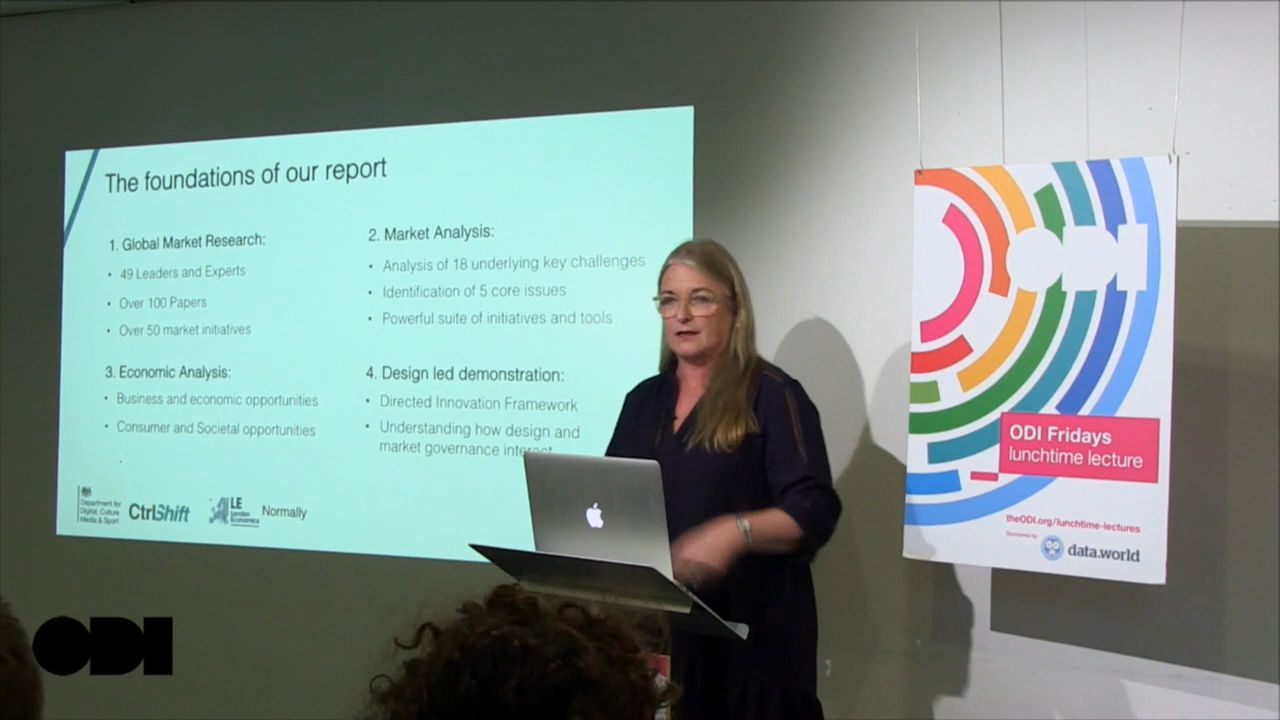 The foundations of our report
1. Global Market Research:
• 49 Leaders and Experts
• Over 100 Papers
• Over 50 market initiatives
2. Market Analysis:
• Analysis of 18 underlying key challenges
• Identification of 5 core issues
• Powerful suite of initiatives and tools
3. Economic Analysis:
• Business and economic opportunities
• Consumer and Societal opportunities
4. Design led demonstration:
• Directed Innovation Framework
• Understanding how design and
market governance interact
Department for
Digital, Culture
Media & Sport
CtrlShift
LE
London
Economics
Normally
ODI Fridays
lunchtime lecture
theODI.org/lunchtime-lectures
Sponsored by
data.world
ODI